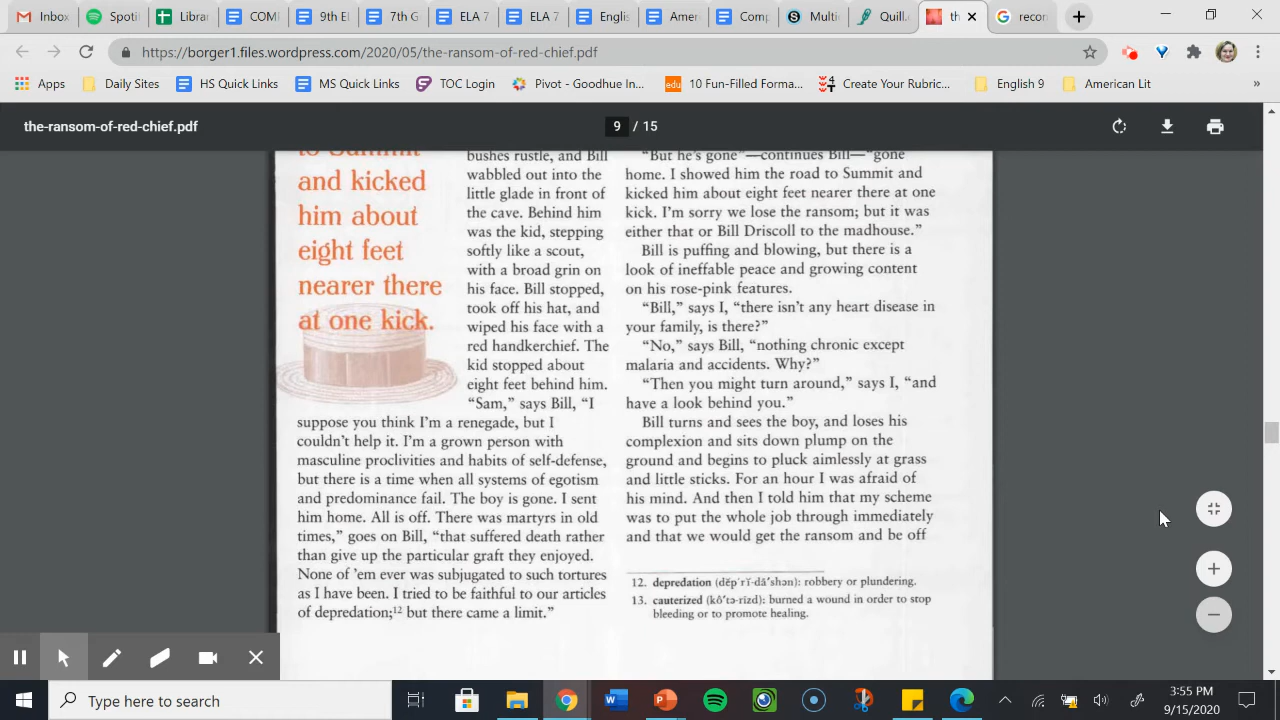 Inbox
Spoti
Librar
COMI
9th El
7th G
ELA 7
ELA 7
Englis
Amer
Comp
Multi
Quill.
th
recor
https://borger1.files.wordpress.com/2020/05/the-ransom-of-red-chief.pdf
Apps
Daily Sites
HS Quick Links
MS Quick Links
TOC Login
Pivot - Goodhue In...
edu
10 Fun-Filled Forma...
Create Your Rubric...
English 9
American Lit
»
the-ransom-of-red-chief.pdf
9 / 15
to Summit
and kicked
him about
eight feet
nearer there
at one kick.
bushes rustle, and Bill
wabbled out into the
little glade in front of
the cave. Behind him
was the kid, stepping
softly like a scout,
with a broad grin on
his face. Bill stopped,
took off his hat, and
wiped his face with a
red handkerchief. The
kid stopped about
eight feet behind him.
“Sam,” says Bill, “I
suppose you think I’m a renegade, but I
couldn’t help it. I’m a grown person with
masculine proclivities and habits of self-defense,
but there is a time when all systems of egotism
and predominance fail. The boy is gone. I sent
him home. All is off. There was martyrs in old
times,” goes on Bill, “that suffered death rather
than give up the particular graft they enjoyed.
None of ’em ever was subjugated to such tortures
as I have been. I tried to be faithful to our articles
of depredation;12 but there came a limit.”
“But he’s gone”—continues Bill—“gone
home. I showed him the road to Summit and
kicked him about eight feet nearer there at one
kick. I’m sorry we lose the ransom; but it was
either that or Bill Driscoll to the madhouse.”
Bill is puffing and blowing, but there is a
look of ineffable peace and growing content
on his rose-pink features.
“Bill,” says I, “there isn’t any heart disease in
your family, is there?”
“No,” says Bill, “nothing chronic except
malaria and accidents. Why?”
“Then you might turn around,” says I, “and
have a look behind you.”
Bill turns and sees the boy, and loses his
complexion and sits down plump on the
ground and begins to pluck aimlessly at grass
and little sticks. For an hour I was afraid of
his mind. And then I told him that my scheme
was to put the whole job through immediately
and that we would get the ransom and be off
12. depredation (dĕpˈrĭ-dāˈshən): robbery or plundering.
13. cauterized (kôˈtə-rīzd): burned a wound in order to stop
bleeding or to promote healing.
Type here to search
3:55 PM
9/15/2020